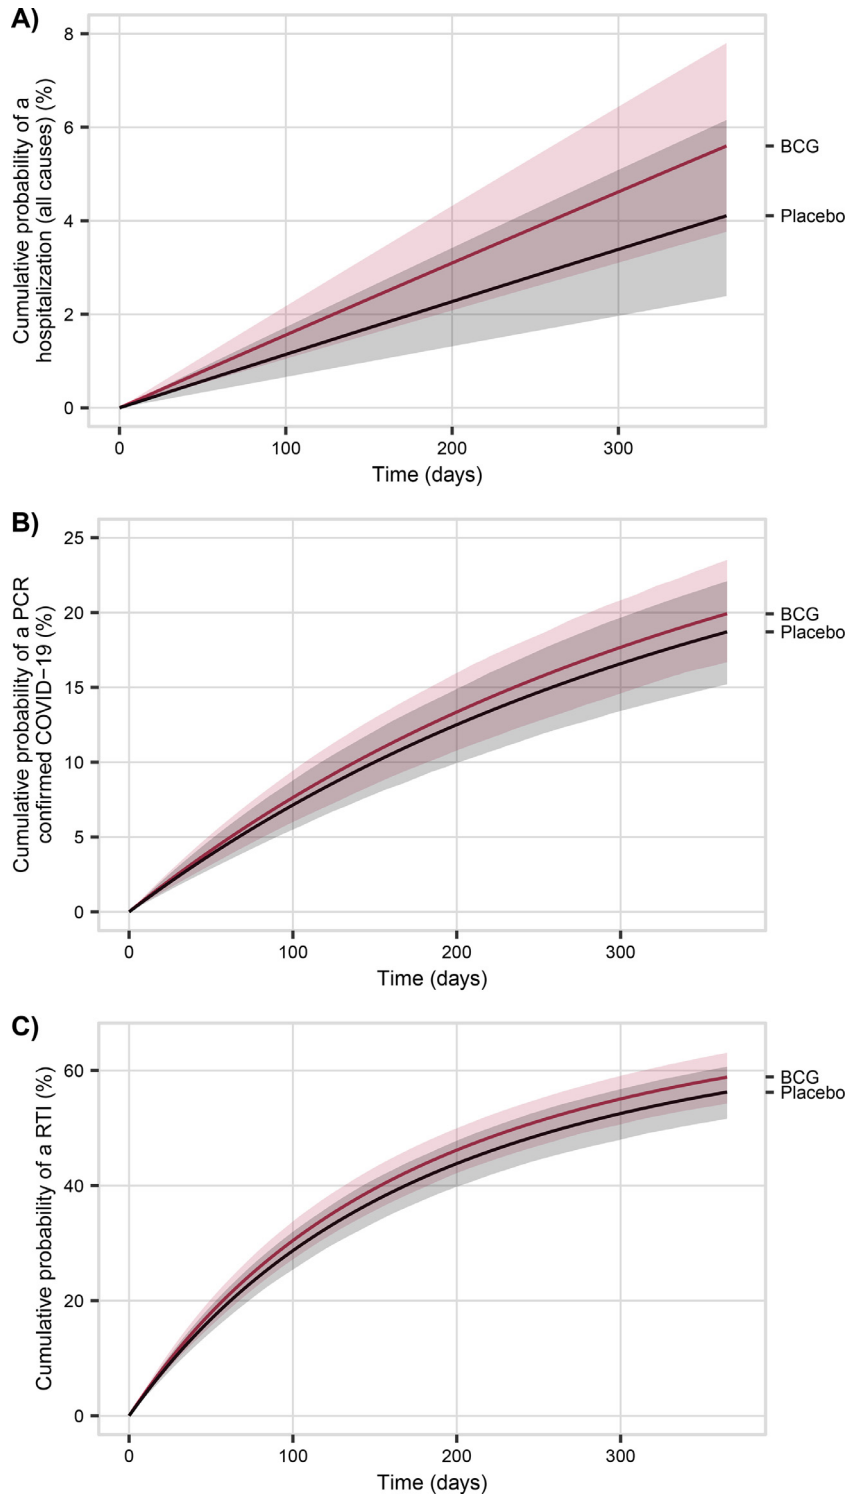 A)
Cumulative probability of a
hospitalization (all causes) (%)
8
6
4
2
0
BCG
Placebo
0 100 200 300
Time (days)
B)
Cumulative probability of a PCR
confirmed COVID−19 (%)
25
20
15
10
5
0
BCG
Placebo
0 100 200 300
Time (days)
C)
Cumulative probability of a RTI (%)
60
40
20
0
BCG
Placebo
0 100 200 300
Time (days)